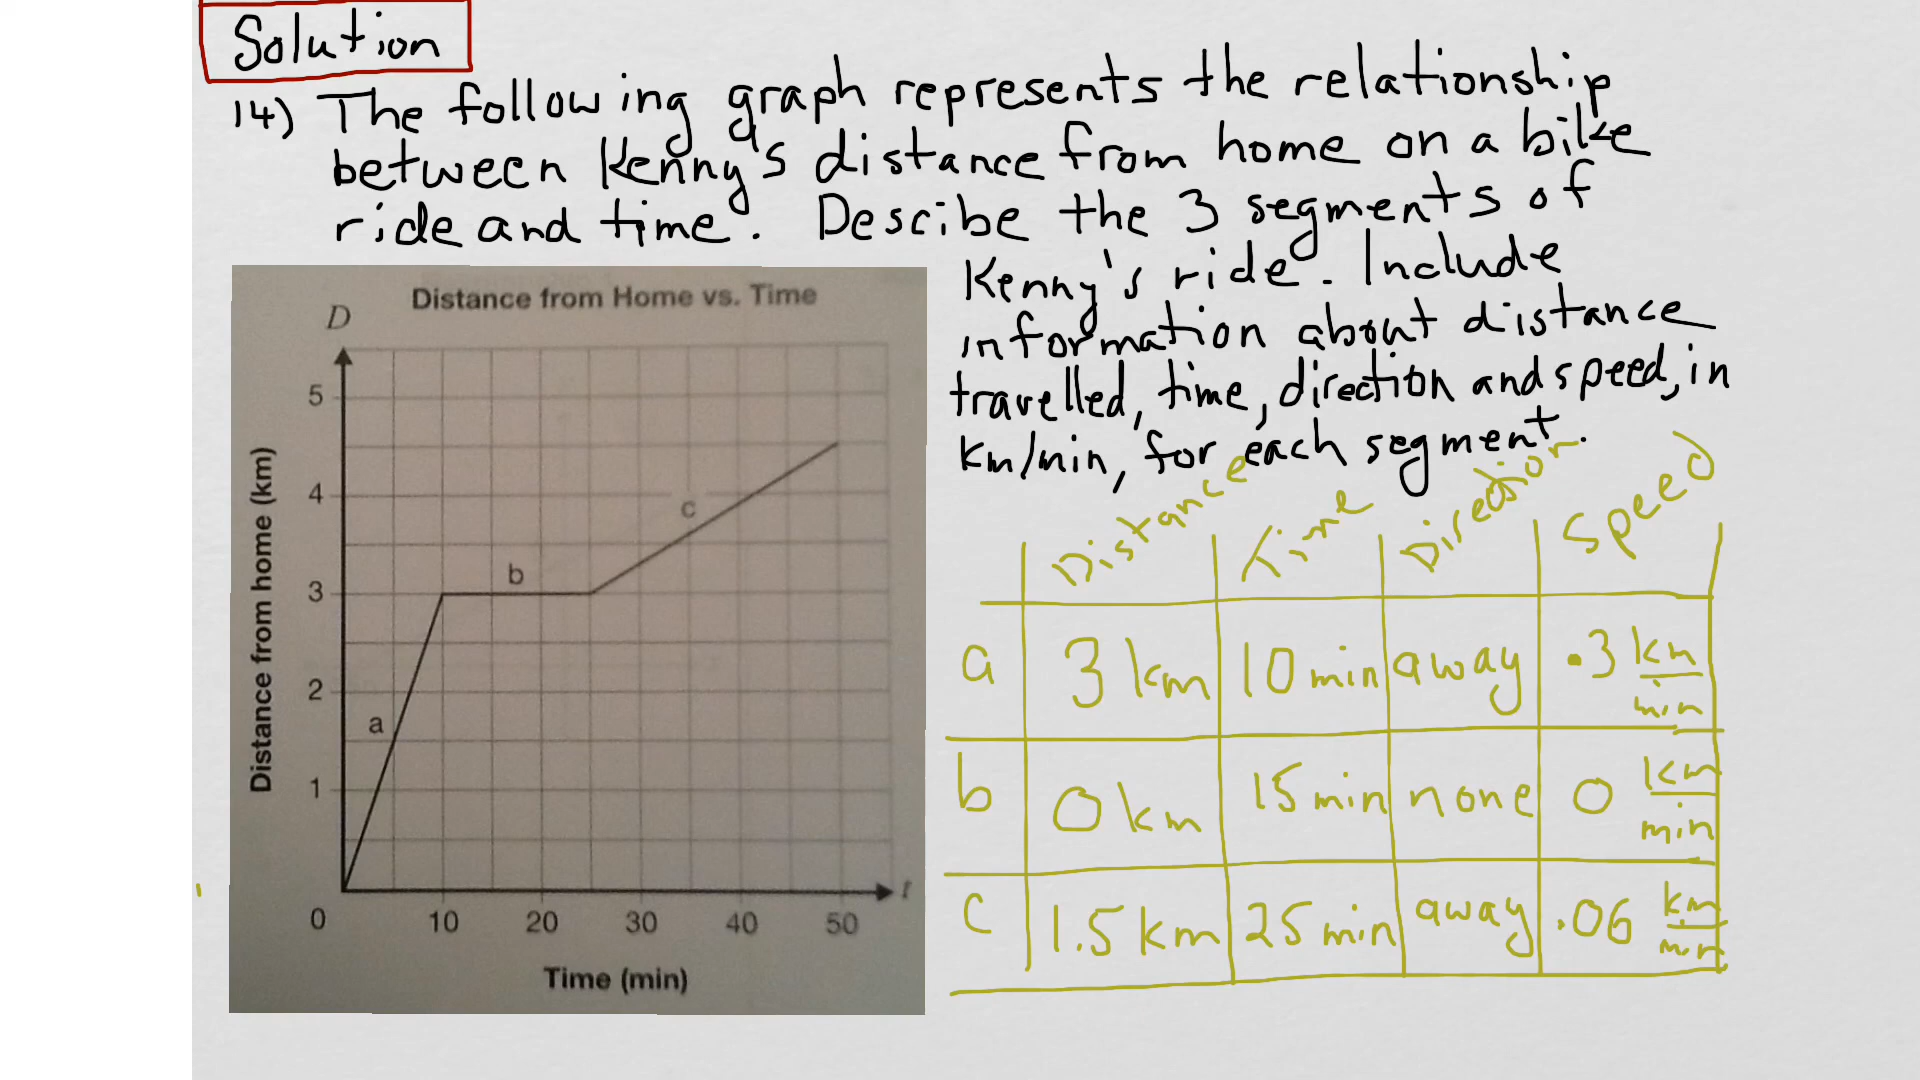 Solution
14) The following graph represents the relationship
between Kenny's distance from home on a bike
ride and time. Descibe the 3 segments of
Kenny's ride. Include
information about distance
travelled, time, direction and speed, in
km/min, for each segment.
Distance from Home vs. Time
D
5
4
3
2
1
0
10 20 30 40 50
t
a
b
c
Distance from home (km)
Time (min)
Distance Time Direction Speed
a 3 km 10 min away .3 km/min
b 0 km 15 min none 0 km/min
c 1.5 km 25 min away .06 km/min